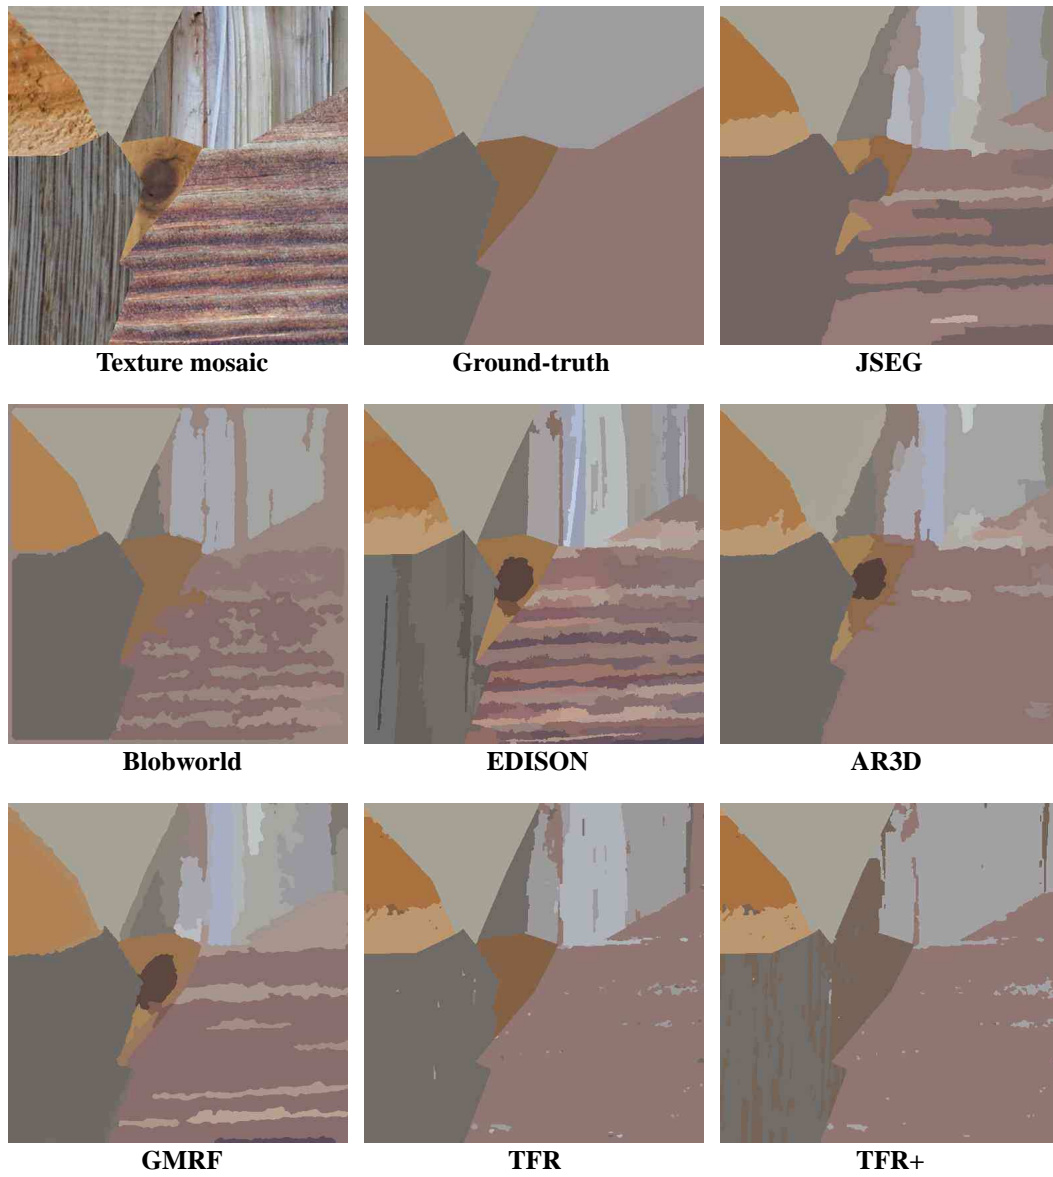 Texture mosaic
Ground-truth
JSEG
Blobworld
EDISON
AR3D
GMRF
TFR
TFR+